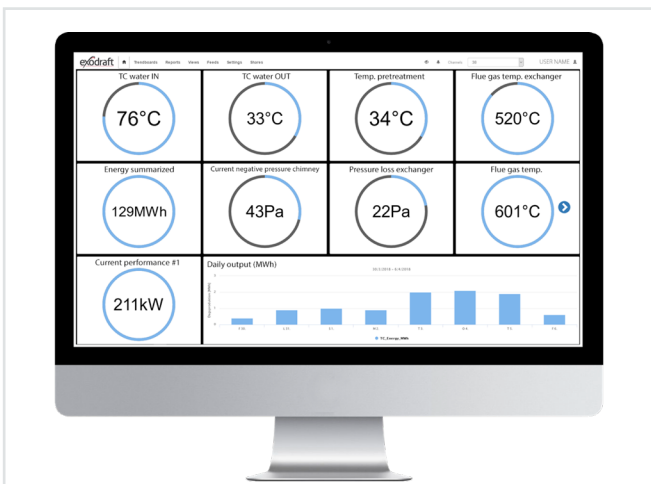 exodraft
Trendboards Reports Views Feeds Settings Shares
Channels
USER NAME
TC water IN
76°C
TC water OUT
33°C
Temp. pretreatment
34°C
Flue gas temp. exchanger
520°C
Energy summarized
129MWh
Current negative pressure chimney
43Pa
Pressure loss exchanger
22Pa
Flue gas temp.
601°C
Current performance #1
211kW
Daily output (MWh)
TC_Energy_MWh